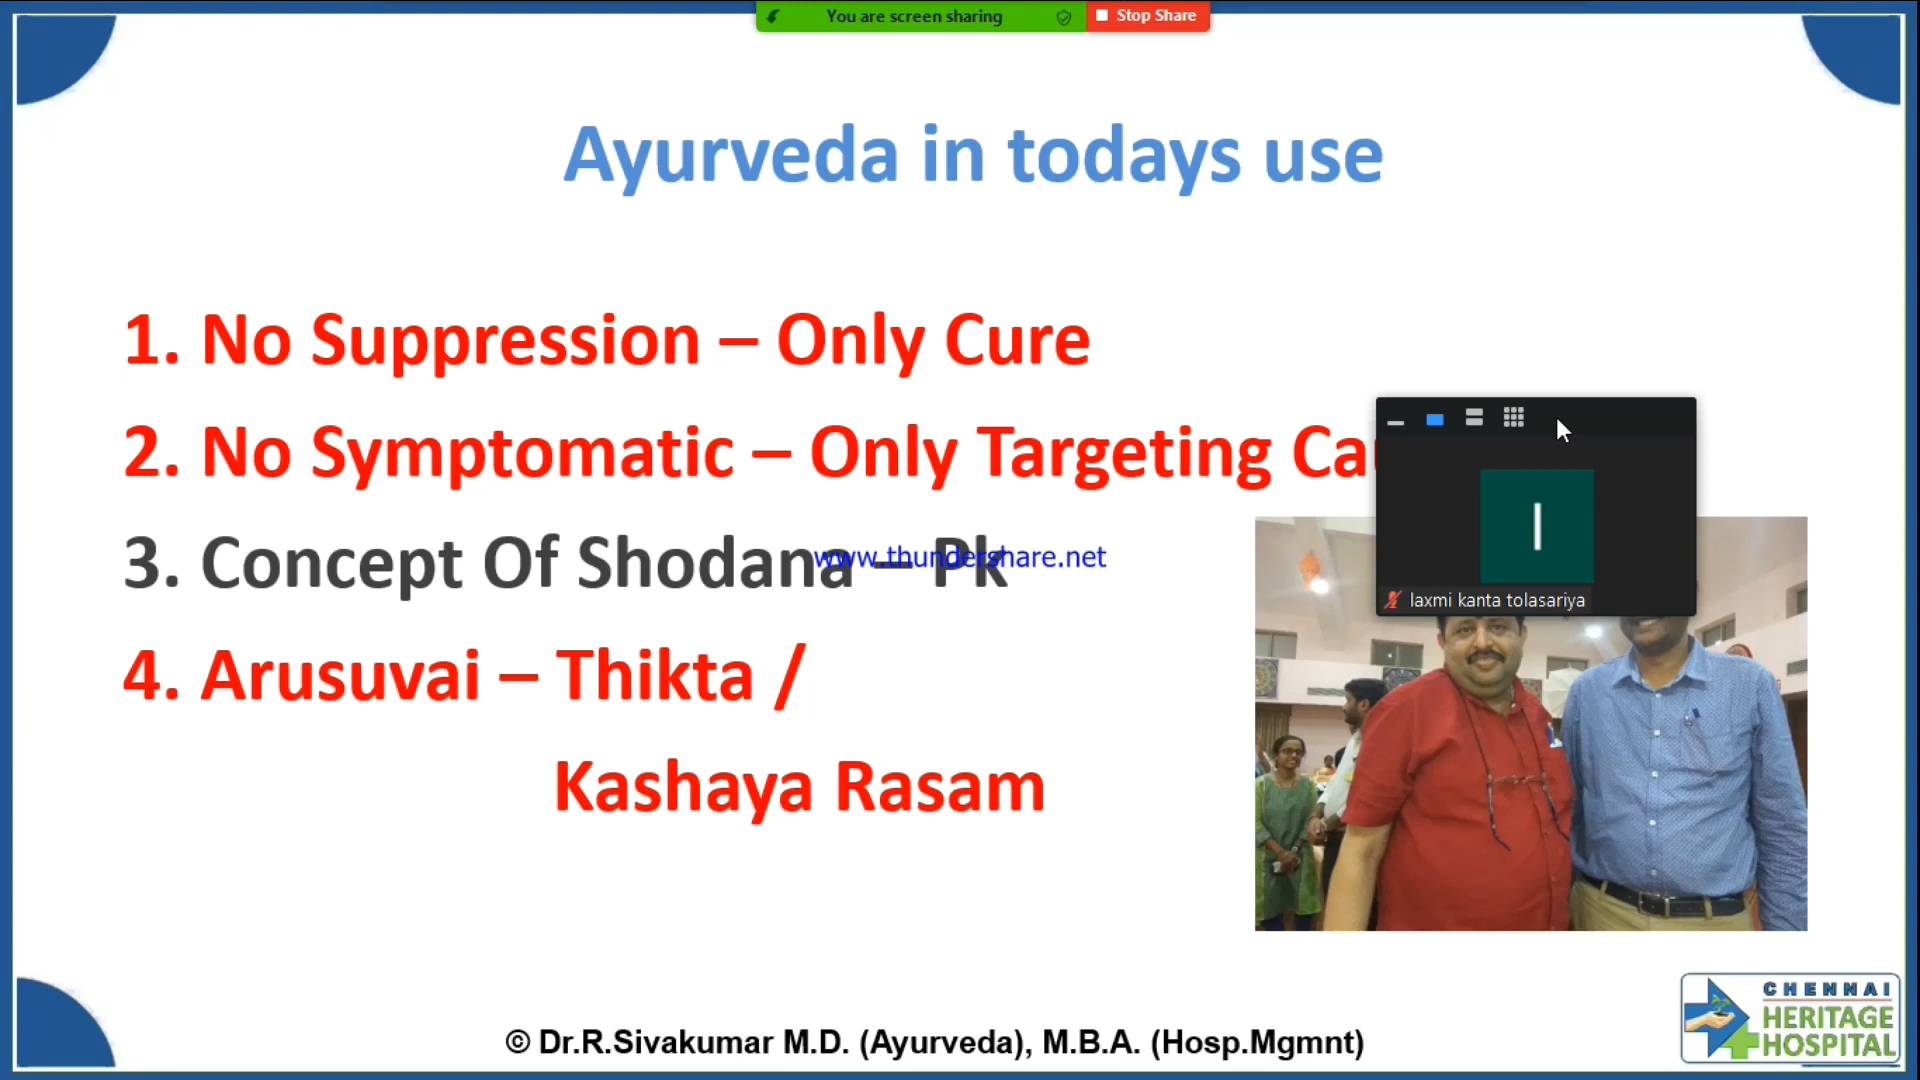 You are screen sharing
Stop Share
Ayurveda in todays use
1. No Suppression – Only Cure
2. No Symptomatic – Only Targeting
3. Concept Of Shodana – Pk
www.thundershare.net
4. Arusuvai – Thikta /
Kashaya Rasam
laxmi kanta tolasariya
© Dr.R.Sivakumar M.D. (Ayurveda), M.B.A. (Hosp.Mgmnt)
CHENNAI
HERITAGE
HOSPITAL